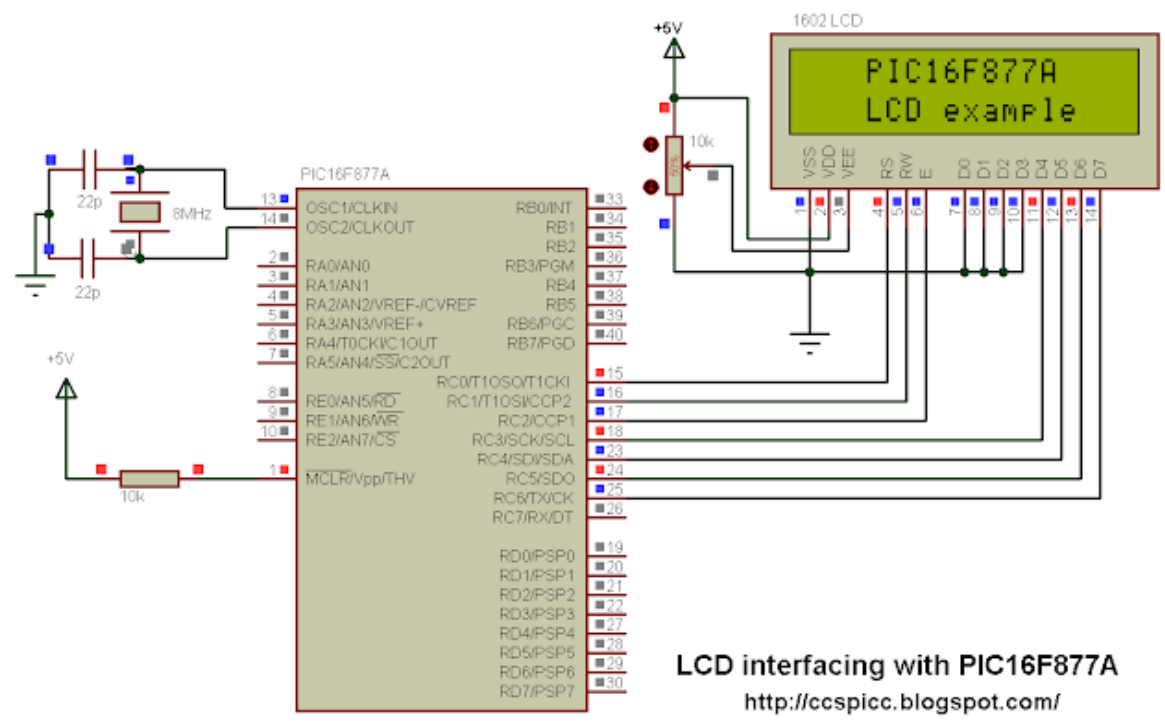 1602 LCD
+5V
PIC16F877A
LCD example
10k
50%
VSS
VDD
VEE
RS
RW
E
D0
D1
D2
D3
D4
D5
D6
D7
1
2
3
4
5
6
7
8
9
10
11
12
13
14
22p
8MHz
22p
+5V
10k
PIC16F877A
13 OSC1/CLKIN
14 OSC2/CLKOUT
2 RA0/AN0
3 RA1/AN1
4 RA2/AN2/VREF-/CVREF
5 RA3/AN3/VREF+
6 RA4/T0CKI/C1OUT
7 RA5/AN4/SS/C2OUT
8 RE0/AN5/RD
9 RE1/AN6/WR
10 RE2/AN7/CS
1 MCLR/Vpp/THV
RB0/INT 33
RB1 34
RB2 35
RB3/PGM 36
RB4 37
RB5 38
RB6/PGC 39
RB7/PGD 40
RC0/T1OSO/T1CKI 15
RC1/T1OSI/CCP2 16
RC2/CCP1 17
RC3/SCK/SCL 18
RC4/SDI/SDA 23
RC5/SDO 24
RC6/TX/CK 25
RC7/RX/DT 26
RD0/PSP0 19
RD1/PSP1 20
RD2/PSP2 21
RD3/PSP3 22
RD4/PSP4 27
RD5/PSP5 28
RD6/PSP6 29
RD7/PSP7 30
LCD interfacing with PIC16F877A
http://ccspicc.blogspot.com/